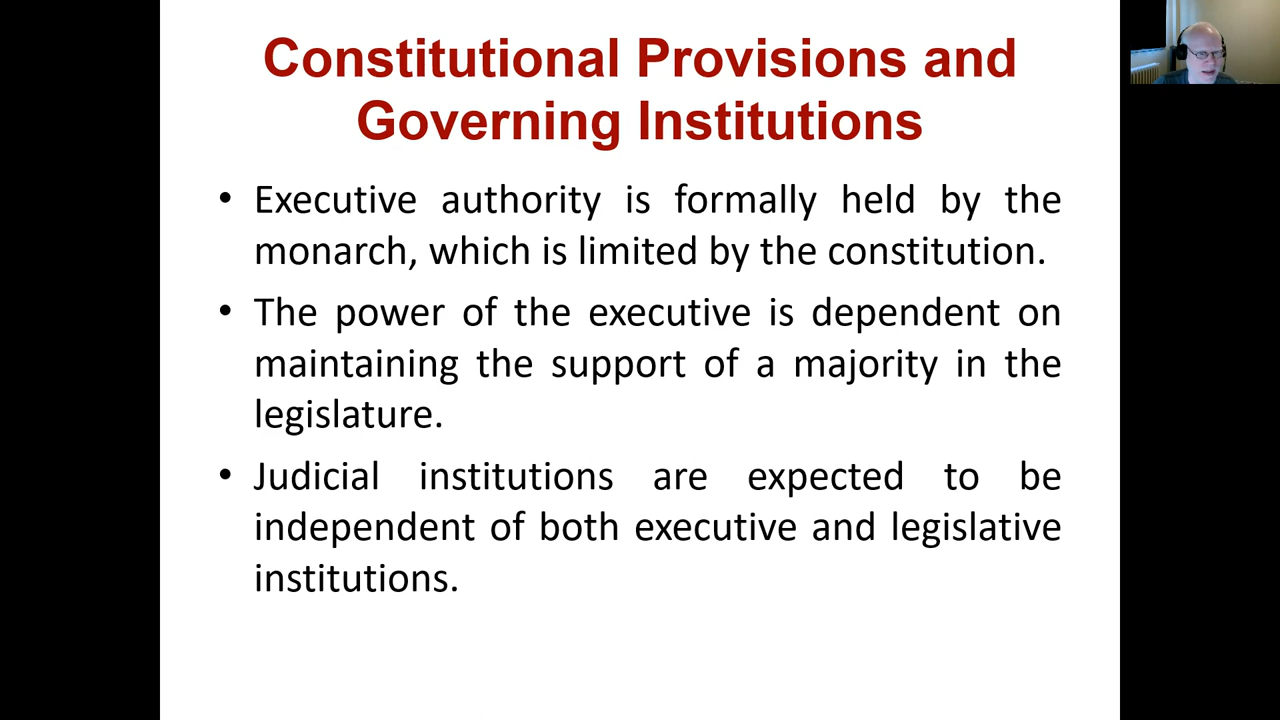 Constitutional Provisions and
Governing Institutions
• Executive authority is formally held by the
monarch, which is limited by the constitution.
• The power of the executive is dependent on
maintaining the support of a majority in the
legislature.
• Judicial institutions are expected to be
independent of both executive and legislative
institutions.